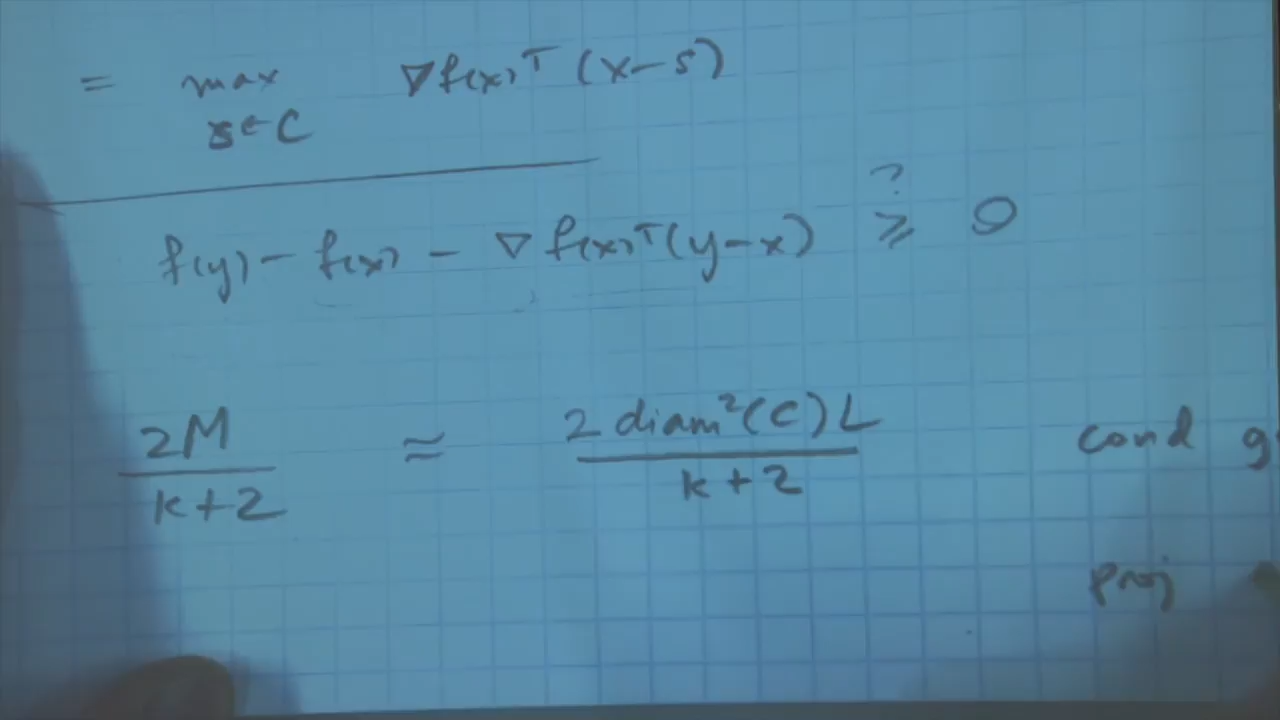 = max ∇f(x)ᵀ (x−s)
s∈C
?
f(y) − f(x) − ∇f(x)ᵀ(y−x) ≥ 0
2M / k+2 ≈ 2 diam²(C) L / k+2 cond g
proj